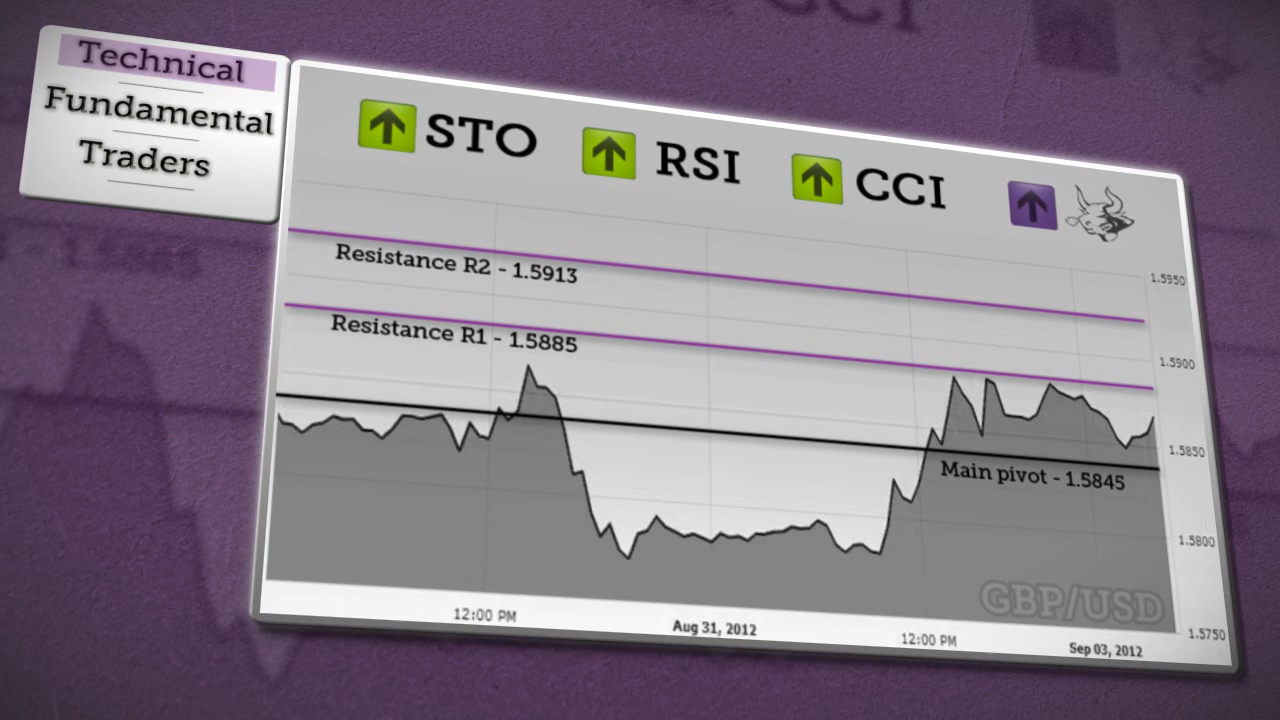 Technical
Fundamental
Traders
STO RSI CCI
Resistance R2 - 1.5913
Resistance R1 - 1.5885
Main pivot - 1.5845
1.5950
1.5900
1.5850
1.5800
1.5750
GBP/USD
12:00 PM Aug 31, 2012 12:00 PM Sep 03, 2012
CCI